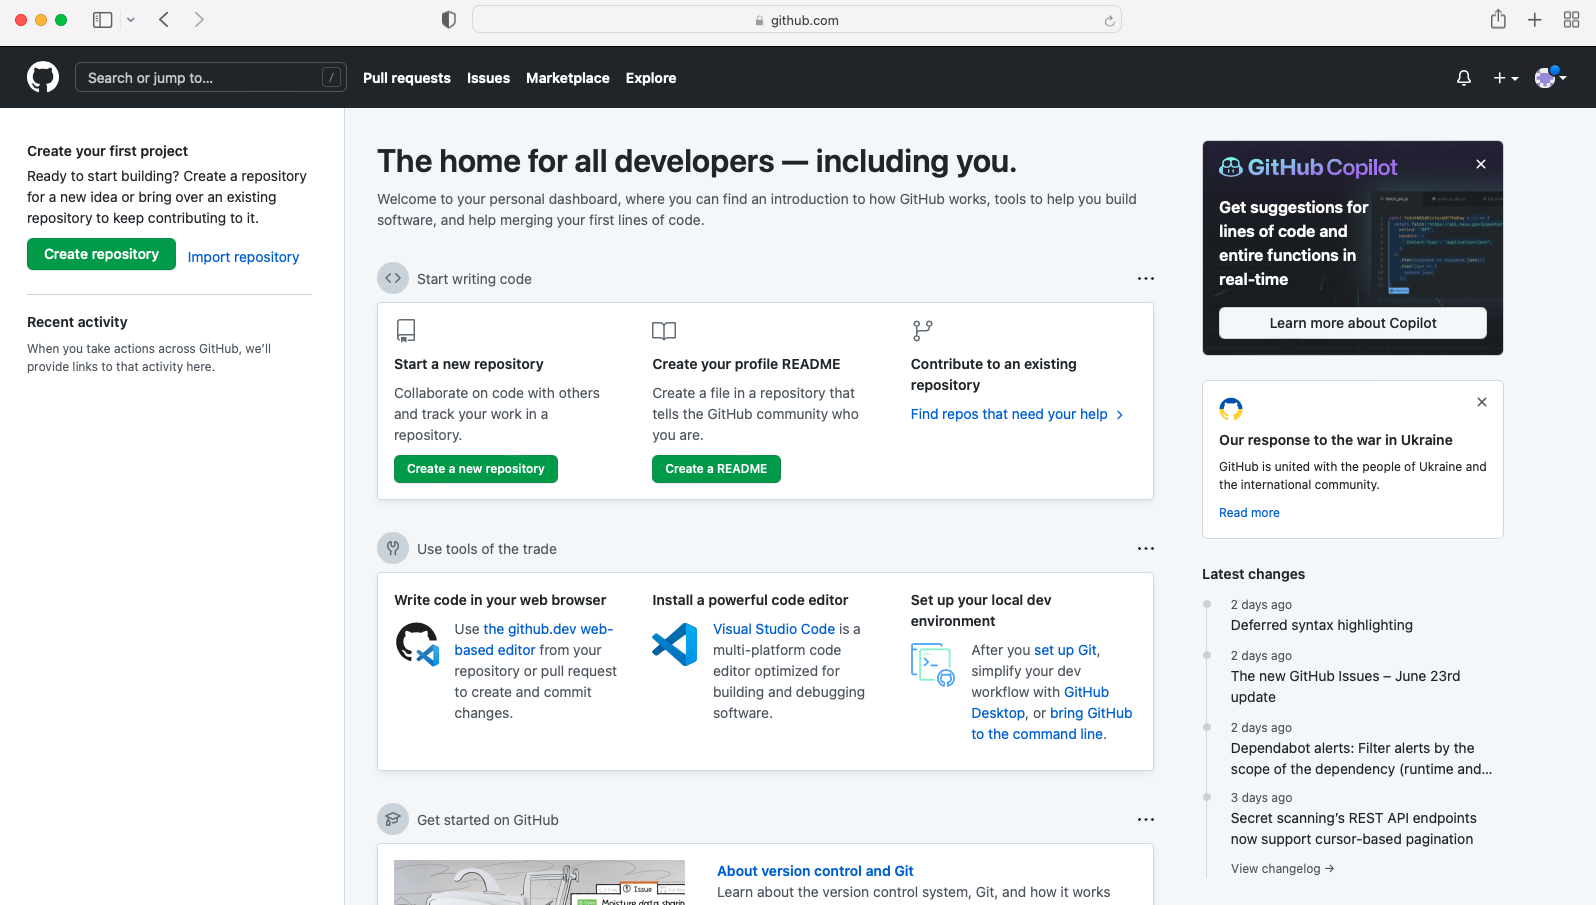 github.com
Search or jump to...
/
Pull requests
Issues
Marketplace
Explore
Create your first project
Ready to start building? Create a repository
for a new idea or bring over an existing
repository to keep contributing to it.
Create repository
Import repository
Recent activity
When you take actions across GitHub, we’ll
provide links to that activity here.
The home for all developers — including you.
Welcome to your personal dashboard, where you can find an introduction to how GitHub works, tools to help you build
software, and help merging your first lines of code.
Start writing code
Start a new repository
Collaborate on code with others
and track your work in a
repository.
Create a new repository
Create your profile README
Create a file in a repository that
tells the GitHub community who
you are.
Create a README
Contribute to an existing
repository
Find repos that need your help
Use tools of the trade
Write code in your web browser
Use the github.dev web-
based editor from your
repository or pull request
to create and commit
changes.
Install a powerful code editor
Visual Studio Code is a
multi-platform code
editor optimized for
building and debugging
software.
Set up your local dev
environment
After you set up Git,
simplify your dev
workflow with GitHub
Desktop, or bring GitHub
to the command line.
Get started on GitHub
Issue
Moisture data sharin
About version control and Git
Learn about the version control system, Git, and how it works
GitHub Copilot
Get suggestions for
lines of code and
entire functions in
real-time
Learn more about Copilot
Our response to the war in Ukraine
GitHub is united with the people of Ukraine and
the international community.
Read more
Latest changes
2 days ago
Deferred syntax highlighting
2 days ago
The new GitHub Issues – June 23rd
update
2 days ago
Dependabot alerts: Filter alerts by the
scope of the dependency (runtime and...
3 days ago
Secret scanning’s REST API endpoints
now support cursor-based pagination
View changelog →